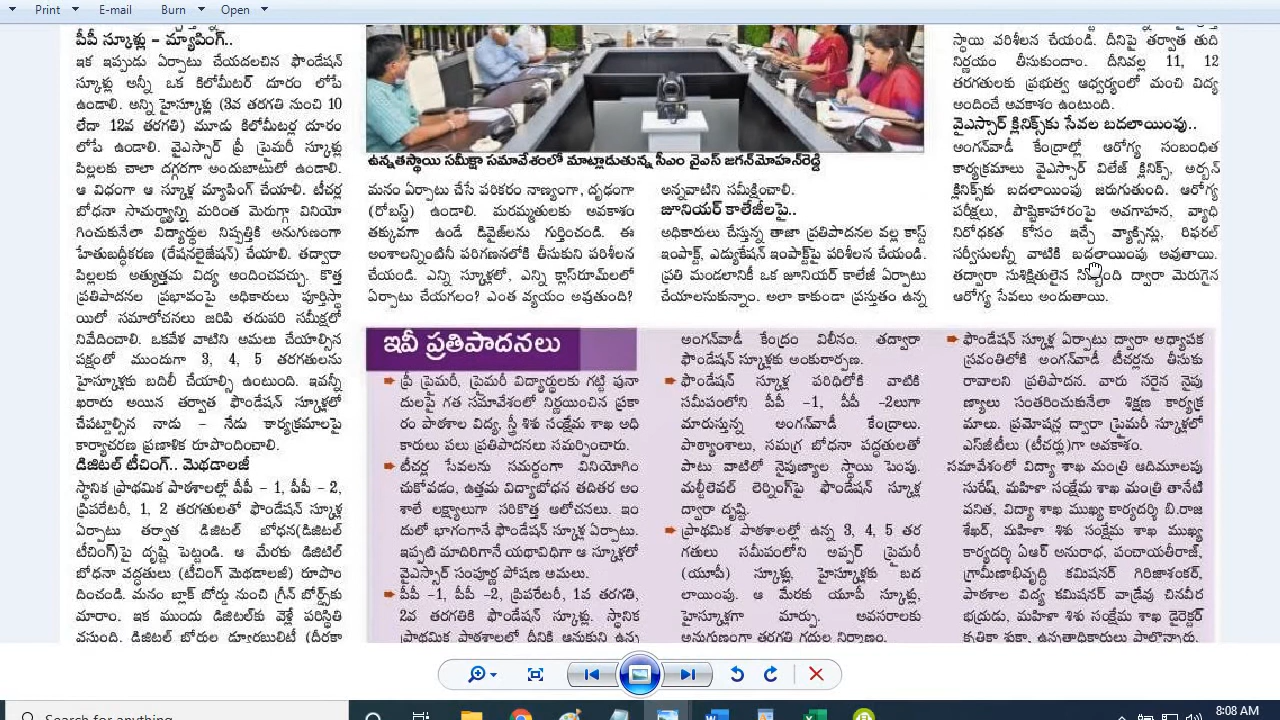 Print
E-mail
Burn
Open
పీపీ స్కూళ్లు – మ్యాపింగ్..
ఇక ఇప్పుడు ఏర్పాటు చేయదలచిన ఫౌండేషన్
స్కూళ్లు అన్నీ ఒక కిలోమీటర్ దూరం లోపే
ఉండాలి. అన్ని హైస్కూళ్లు (3వ తరగతి నుంచి 10
లేదా 12వ తరగతి) మూడు కిలోమీటర్ల దూరం
లోపే ఉండాలి. వైఎస్సార్ ప్రీ ప్రైమరీ స్కూళ్లు
పిల్లలకు చాలా దగ్గరగా అందుబాటులో ఉండాలి.
ఆ విధంగా ఆ స్కూళ్ల మ్యాపింగ్ చేయాలి. టీచర్ల
బోధనా సామర్థ్యాన్ని మరింత మెరుగ్గా వినియో
గించుకునేలా విద్యార్థుల నిష్పత్తికి అనుగుణంగా
హేతుబద్ధీకరణ (రేషనలైజేషన్) చేయాలి. తద్వారా
పిల్లలకు అత్యుత్తమ విద్య అందించవచ్చు. కొత్త
ప్రతిపాదనల ప్రభావంపై అధికారులు పూర్తిస్థా
యిలో సమాలోచనలు జరిపి తదుపరి సమీక్షలో
నివేదించాలి. ఒకవేళ వాటిని అమలు చేయాల్సిన
పక్షంలో ముందుగా 3, 4, 5 తరగతులను
హైస్కూళ్లకు బదిలీ చేయాల్సి ఉంటుంది. ఇవన్నీ
ఖరారు అయిన తర్వాత ఫౌండేషన్ స్కూళ్లలో
చేపట్టాల్సిన నాడు – నేడు కార్యక్రమాలపై
కార్యాచరణ ప్రణాళిక రూపొందించాలి.
డిజిటల్ టీచింగ్.. మెథడాలజీ
స్థానిక ప్రాథమిక పాఠశాలల్లో పీపీ – 1, పీపీ – 2,
ప్రిపరేటరీ, 1, 2 తరగతులతో ఫౌండేషన్ స్కూళ్ల
ఏర్పాటు తర్వాత డిజిటల్ బోధన(డిజిటల్
టీచింగ్)పై దృష్టి పెట్టండి. ఆ మేరకు డిజిటల్
బోధనా పద్ధతులు (టీచింగ్ మెథడాలజీ) రూపొం
దించండి. మనం బ్లాక్ బోర్డు నుంచి గ్రీన్ బోర్డ్స్‌కు
మారాం. ఇక ముందు డిజిటల్‌కు వెళ్లే పరిస్థితి
వస్తుంది. డిజిటల్ బోర్డుల డ్యూరబులిటీ (దీర్ఘకా
ఉన్నతస్థాయి సమీక్షా సమావేశంలో మాట్లాడుతున్న సీఎం వైఎస్ జగన్‌మోహన్‌రెడ్డి
మనం ఏర్పాటు చేసే పరికరం నాణ్యంగా, దృఢంగా
(రోబస్ట్) ఉండాలి. మరమ్మతులకు అవకాశం
తక్కువగా ఉండే డివైజ్‌లను గుర్తించండి. ఈ
అంశాలన్నింటినీ పరిగణనలోకి తీసుకుని పరిశీలన
చేయండి. ఎన్ని స్కూళ్లలో, ఎన్ని క్లాస్‌రూమ్‌లలో
ఏర్పాటు చేయగలం? ఎంత వ్యయం అవుతుంది?
అన్నవాటిని సమీక్షించాలి.
జూనియర్ కాలేజీలపై..
అధికారులు చేస్తున్న తాజా ప్రతిపాదనల వల్ల కాస్ట్
ఇంపాక్ట్, ఎడ్యుకేషన్ ఇంపాక్ట్‌పై పరిశీలన చేయండి.
ప్రతి మండలానికీ ఒక జూనియర్ కాలేజీ ఏర్పాటు
చేయాలనుకున్నాం. అలా కాకుండా ప్రస్తుతం ఉన్న
స్థాయి పరిశీలన చేయండి. దీనిపై తర్వాత తుది
నిర్ణయం తీసుకుందాం. దీనివల్ల 11, 12
తరగతులకు ప్రభుత్వ ఆధ్వర్యంలో మంచి విద్య
అందించే అవకాశం ఉంటుంది.
వైఎస్సార్ క్లినిక్స్‌కు సేవల బదలాయింపు..
అంగన్‌వాడీ కేంద్రాల్లో ఆరోగ్య సంబంధిత
కార్యక్రమాలు వైఎస్సార్ విలేజ్ క్లినిక్స్, అర్బన్
క్లినిక్స్‌కు బదలాయింపు జరుగుతుంది. ఆరోగ్య
పరీక్షలు, పౌష్టికాహారంపై అవగాహన, వ్యాధి
నిరోధకత కోసం ఇచ్చే వ్యాక్సిన్లు, రిఫరల్
సర్వీసులన్నీ వాటికి బదలాయింపు అవుతాయి.
తద్వారా సుశిక్షితులైన సిబ్బంది ద్వారా మెరుగైన
ఆరోగ్య సేవలు అందుతాయి.
ఇవీ ప్రతిపాదనలు
ప్రీ ప్రైమరీ, ప్రైమరీ విద్యార్థులకు గట్టి పునా
దులపై గత సమావేశంలో నిర్ణయించిన ప్రకా
రం పాఠశాల విద్య, స్త్రీ శిశు సంక్షేమ శాఖ అధి
కారులు పలు ప్రతిపాదనలు సమర్పించారు.
టీచర్ల సేవలను సమర్థంగా వినియోగిం
చుకోవడం, ఉత్తమ విద్యాబోధన తదితర అం
శాలే లక్ష్యాలుగా సరికొత్త ఆలోచనలు. ఇం
దులో భాగంగానే ఫౌండేషన్ స్కూళ్ల ఏర్పాటు.
ఇప్పటి మాదిరిగానే యథావిధిగా ఆ స్కూళ్లలో
వైఎస్సార్ సంపూర్ణ పోషణ అమలు.
పీపీ –1, పీపీ –2, ప్రిపరేటరీ, 1వ తరగతి,
2వ తరగతికి ఫౌండేషన్ స్కూళ్లు. స్థానిక
ప్రాథమిక పాఠశాలలో దీనికి ఆనుకుని ఉన్న
అంగన్‌వాడీ కేంద్రం విలీనం. తద్వారా
ఫౌండేషన్ స్కూళ్లకు అంకురార్పణ.
ఫౌండేషన్ స్కూళ్ల పరిధిలోకి వాటికి
సమీపంలోని పీపీ –1, పీపీ –2లుగా
మారుస్తున్న అంగన్‌వాడీ కేంద్రాలు.
పాఠ్యాంశాలు, సమగ్ర బోధనా పద్ధతులతో
పాటు వాటిలో నైపుణ్యాల స్థాయి పెంపు.
మల్టీలెవల్ లెర్నింగ్‌పై ఫౌండేషన్ స్కూళ్ల
ద్వారా దృష్టి.
ప్రాథమిక పాఠశాలల్లో ఉన్న 3, 4, 5 తర
గతులు సమీపంలోని అప్పర్ ప్రైమరీ
(యూపీ) స్కూళ్లు, హైస్కూళ్లకు బద
లాయింపు. ఆ మేరకు యూపీ స్కూళ్లు,
హైస్కూళ్లుగా మార్పు. అవసరాలకు
అనుగుణంగా తరగతి గదుల నిర్మాణం.
ఫౌండేషన్ స్కూళ్ల ఏర్పాటు ద్వారా అధ్యాపక
స్రవంతిలోకి అంగన్‌వాడీ టీచర్లను తీసుకు
రావాలని ప్రతిపాదన. వారు సరైన నైపు
ణ్యాలు సంతరించుకునేలా శిక్షణ కార్యక్ర
మాలు. ప్రమోషన్ల ద్వారా ప్రైమరీ స్కూళ్లలో
ఎస్‌జీటీలు (టీచర్లు)గా అవకాశం.
సమావేశంలో విద్యా శాఖ మంత్రి ఆదిమూలపు
సురేష్, మహిళా సంక్షేమ శాఖ మంత్రి తానేటి
వనిత, విద్యా శాఖ ముఖ్య కార్యదర్శి బి.రాజ
శేఖర్, మహిళా శిశు సంక్షేమ శాఖ ముఖ్య
కార్యదర్శి ఏఆర్ అనురాధ, పంచాయతీరాజ్,
గ్రామీణాభివృద్ధి కమిషనర్ గిరిజాశంకర్,
పాఠశాల విద్య కమిషనర్ వాడ్రేవు చినవీర
భద్రుడు, మహిళా శిశు సంక్షేమ శాఖ డైరెక్టర్
కృతికా శుక్లా, ఉన్నతాధికారులు పాల్గొన్నారు.
Search for anything
8:08 AM